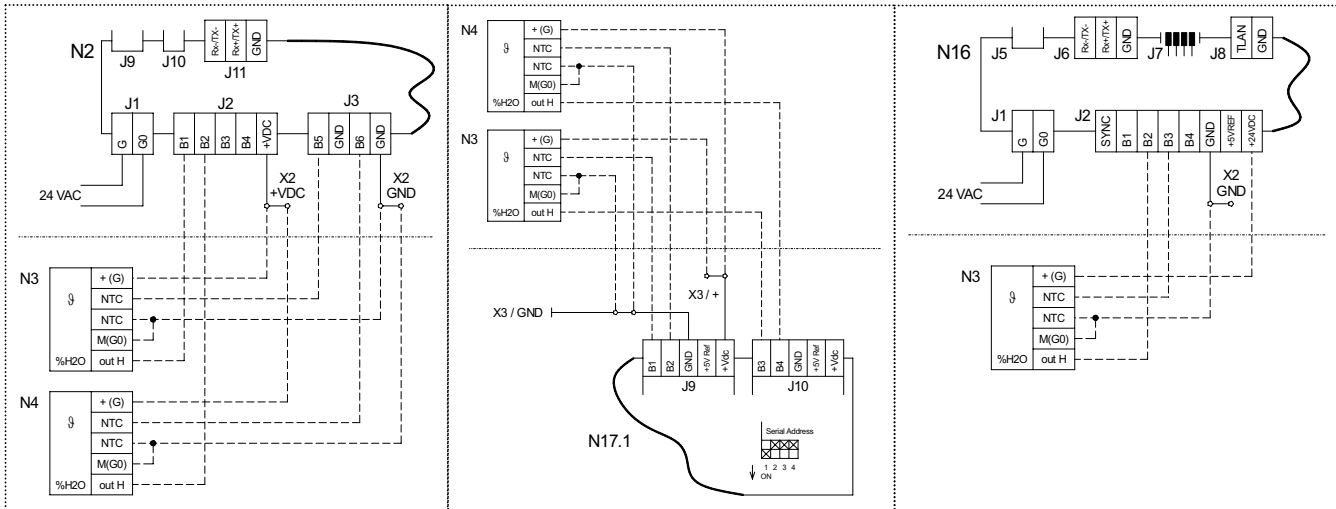 N2
J9
J10
Rx-/TX-
Rx+/TX+
GND
J11
J1
J2
J3
G
G0
B1
B2
B3
B4
+VDC
B5
GND
B6
GND
24 VAC
X2
+VDC
X2
GND
N3
ϑ
%H2O
+ (G)
NTC
NTC
M(G0)
out H
N4
ϑ
%H2O
+ (G)
NTC
NTC
M(G0)
out H
N4
ϑ
%H2O
+ (G)
NTC
NTC
M(G0)
out H
N3
ϑ
%H2O
+ (G)
NTC
NTC
M(G0)
out H
X3 / +
X3 / GND
B1
B2
GND
+5V Ref
+Vdc
B3
B4
GND
+5V Ref
+Vdc
J9
J10
N17.1
Serial Address
1 2 3 4
ON
N16
J5
J6
Rx-/TX-
Rx+/TX+
GND
J7
J8
TLAN
GND
J1
J2
G
G0
SYNC
B1
B2
B3
B4
GND
+5VREF
+24VDC
24 VAC
X2
GND
N3
ϑ
%H2O
+ (G)
NTC
NTC
M(G0)
out H